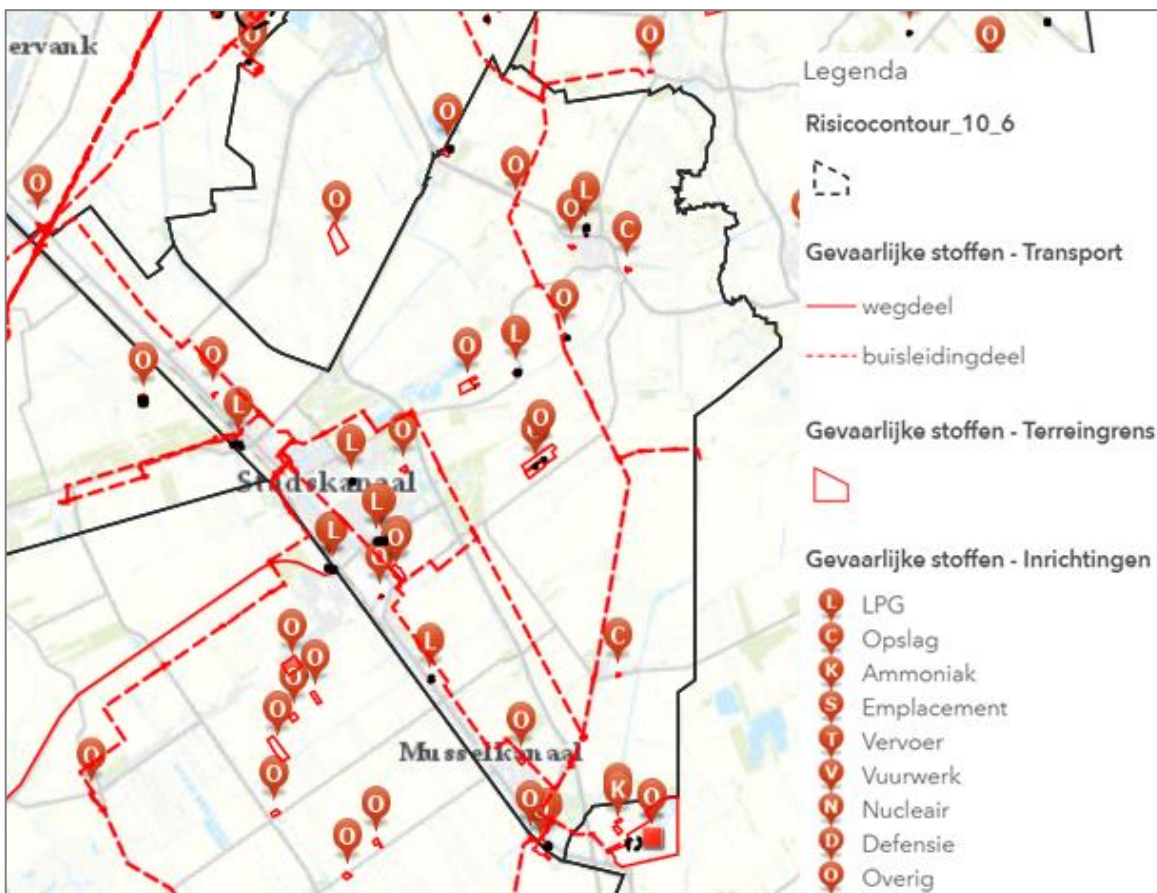 ervank
Stadskanaal
Musselkanaal
Legenda
Risicocontour_10_6
Gevaarlijke stoffen - Transport
wegdeel
buisleidingdeel
Gevaarlijke stoffen - Terreingrens
Gevaarlijke stoffen - Inrichtingen
L LPG
C Opslag
K Ammoniak
S Emplacement
T Vervoer
V Vuurwerk
N Nucleair
D Defensie
O Overig